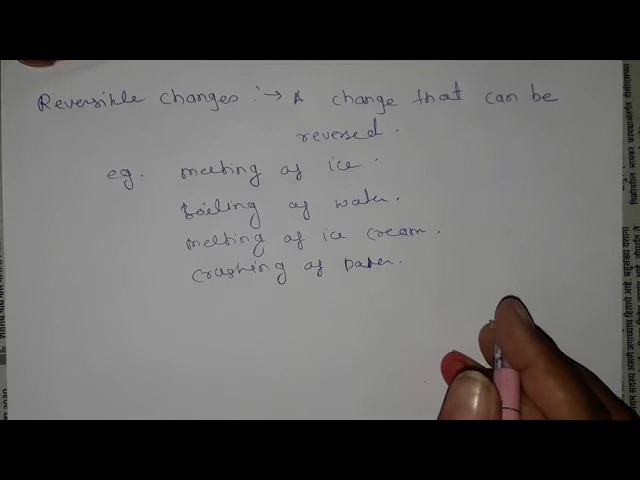 Reversible changes :→ A change that can be
reversed.
eg. melting of ice.
Boiling of water.
melting of ice cream.
crushing of paper.